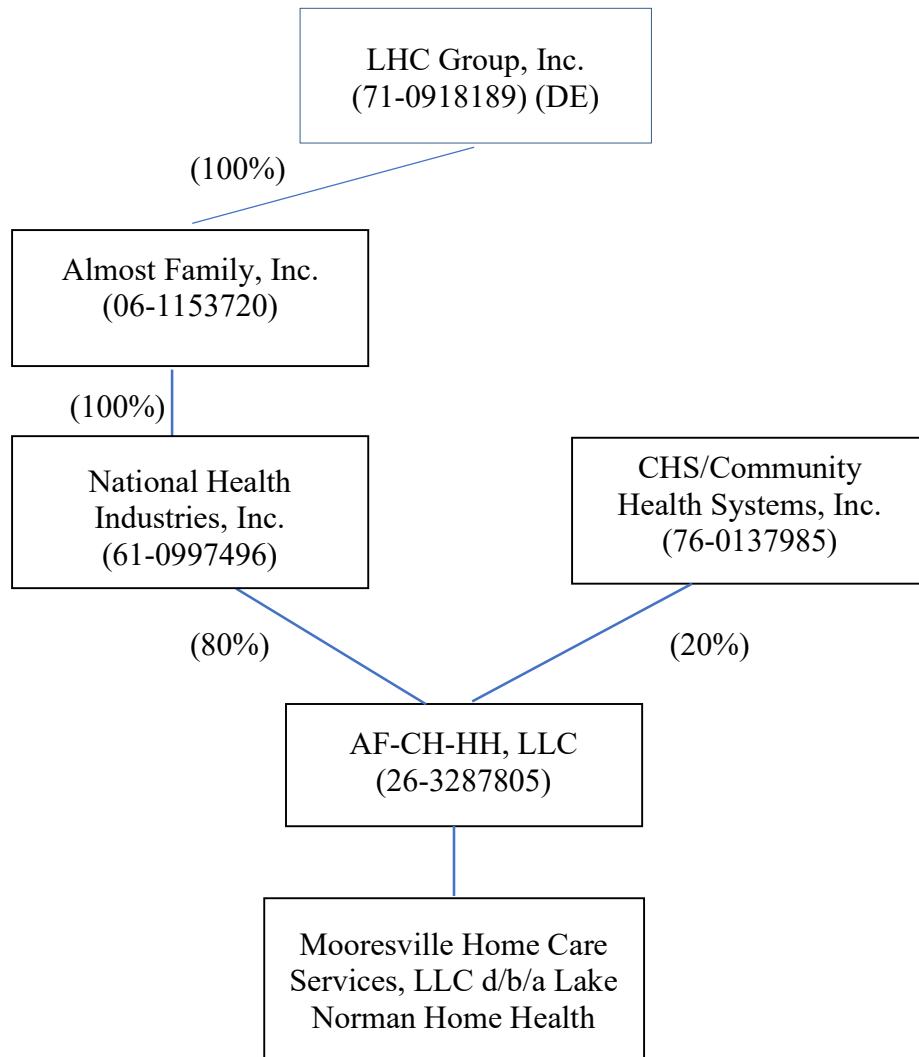 LHC Group, Inc.
(71-0918189) (DE)
(100%)
Almost Family, Inc.
(06-1153720)
(100%)
National Health
Industries, Inc.
(61-0997496)
CHS/Community
Health Systems, Inc.
(76-0137985)
(80%)
(20%)
AF-CH-HH, LLC
(26-3287805)
Mooresville Home Care
Services, LLC d/b/a Lake
Norman Home Health